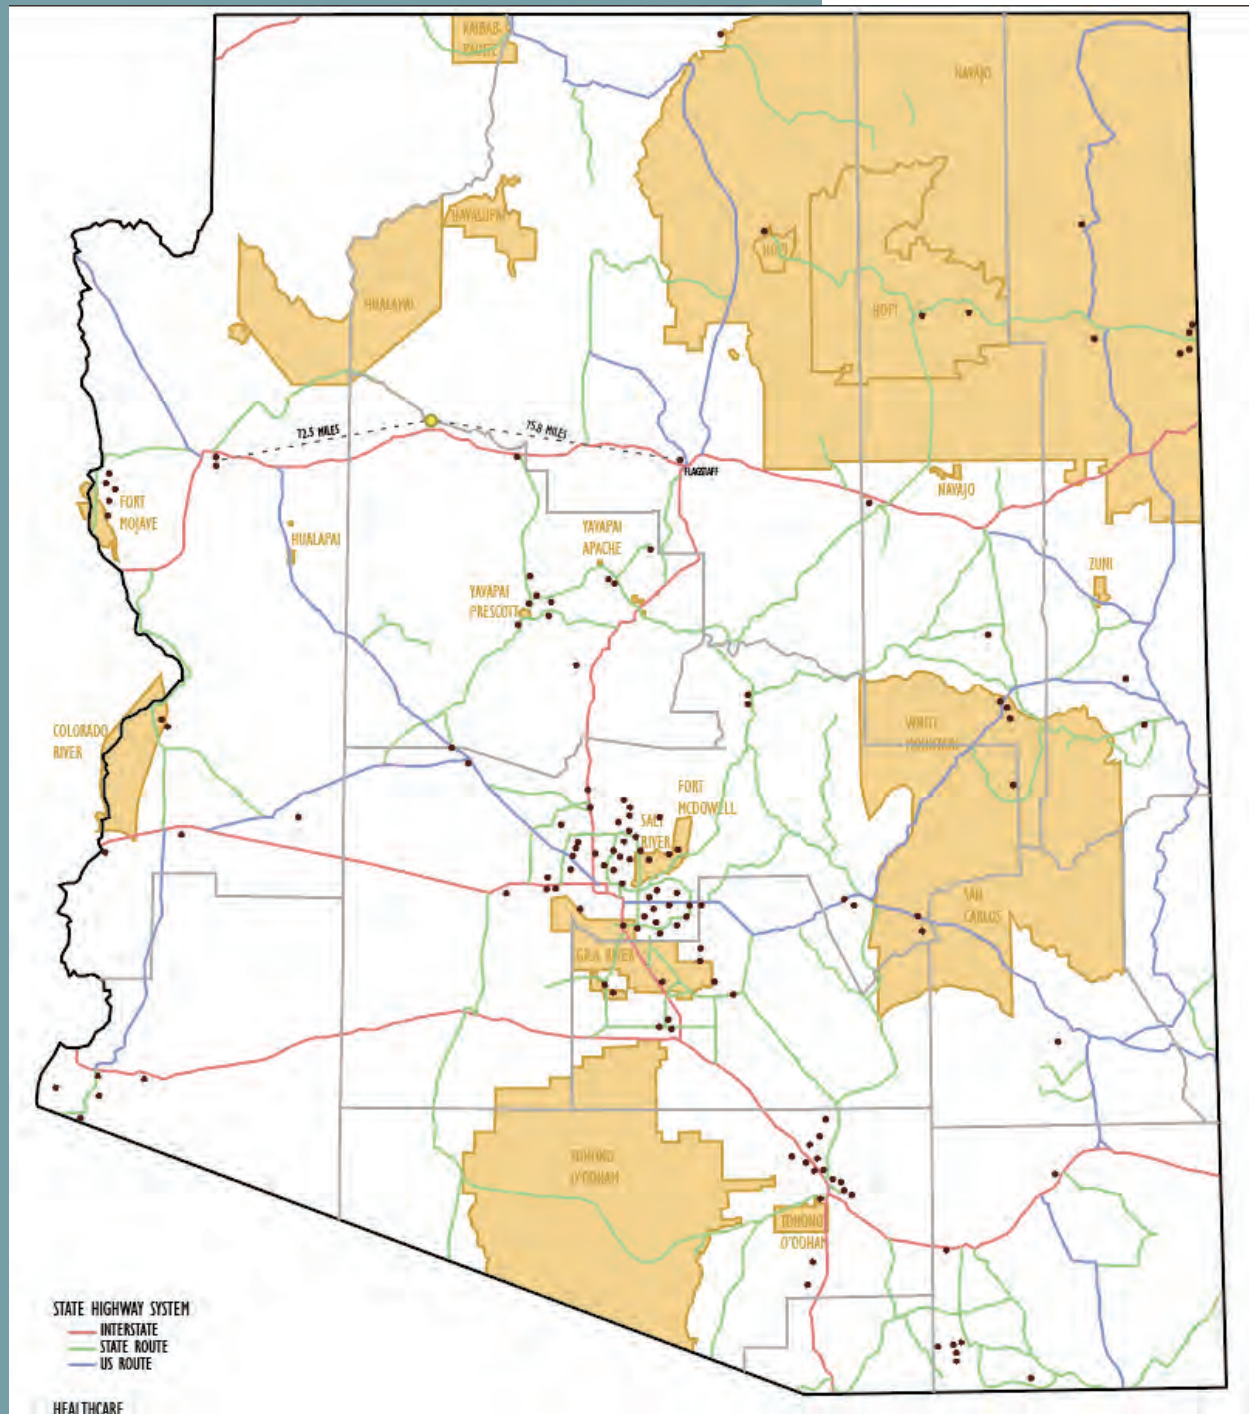 KAIBAB-
PAIUTE
NAVAJO
HAVASUPAI
HUALAPAI
HOPI
HOPI
72.5 MILES
75.8 MILES
FLAGSTAFF
NAVAJO
FORT
MOJAVE
HUALAPAI
YAVAPAI
APACHE
ZUNI
YAVAPAI
PRESCOTT
COLORADO
RIVER
WHITE
MOUNTAIN
FORT
MCDOWELL
SALT
RIVER
SAN
CARLOS
GILA RIVER
TOHONO
O'ODHAM
TOHONO
O'ODHAM
STATE HIGHWAY SYSTEM
INTERSTATE
STATE ROUTE
US ROUTE
HEALTHCARE